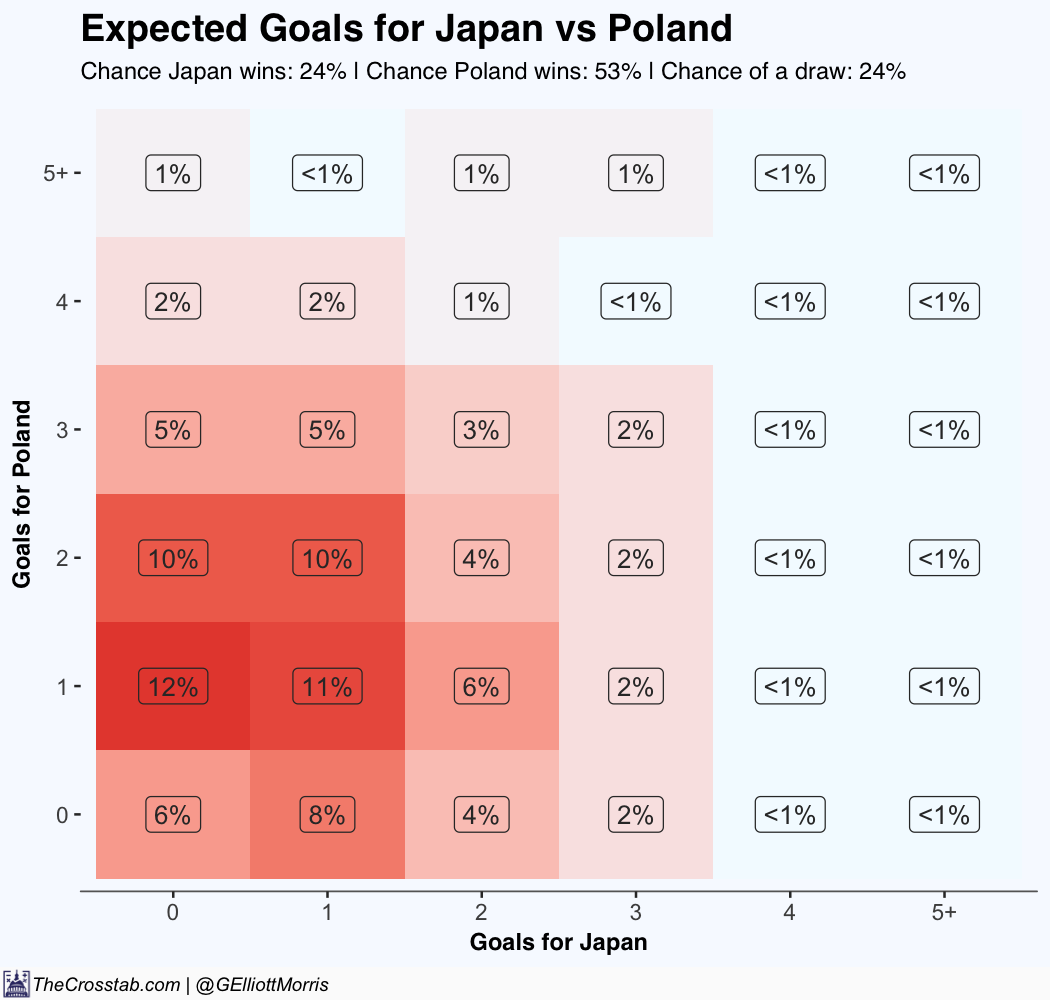 Expected Goals for Japan vs Poland
Chance Japan wins: 24% | Chance Poland wins: 53% | Chance of a draw: 24%
Goals for Poland
5+ 1% <1% 1% 1% <1% <1%
4 2% 2% 1% <1% <1% <1%
3 5% 5% 3% 2% <1% <1%
2 10% 10% 4% 2% <1% <1%
1 12% 11% 6% 2% <1% <1%
0 6% 8% 4% 2% <1% <1%
0 1 2 3 4 5+
Goals for Japan
TheCrosstab.com | @GElliottMorris